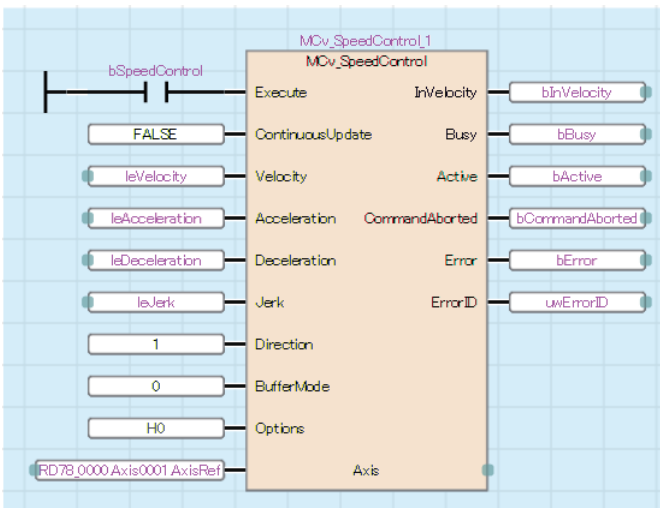 MCv_SpeedControl_1
MCv_SpeedControl
bSpeedControl
Execute
InVelocity
bInVelocity
FALSE
ContinuousUpdate
Busy
bBusy
leVelocity
Velocity
Active
bActive
leAcceleration
Acceleration
CommandAborted
bCommandAborted
leDeceleration
Deceleration
Error
bError
leJerk
Jerk
ErrorID
uwErrorID
1
Direction
0
BufferMode
H0
Options
RD78_0000.Axis0001.AxisRef
Axis